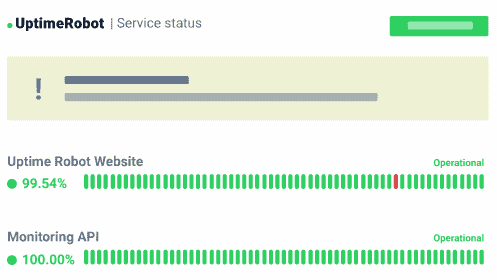 UptimeRobot | Service status
!
Uptime Robot Website
Operational
99.54%
Monitoring API
Operational
100.00%